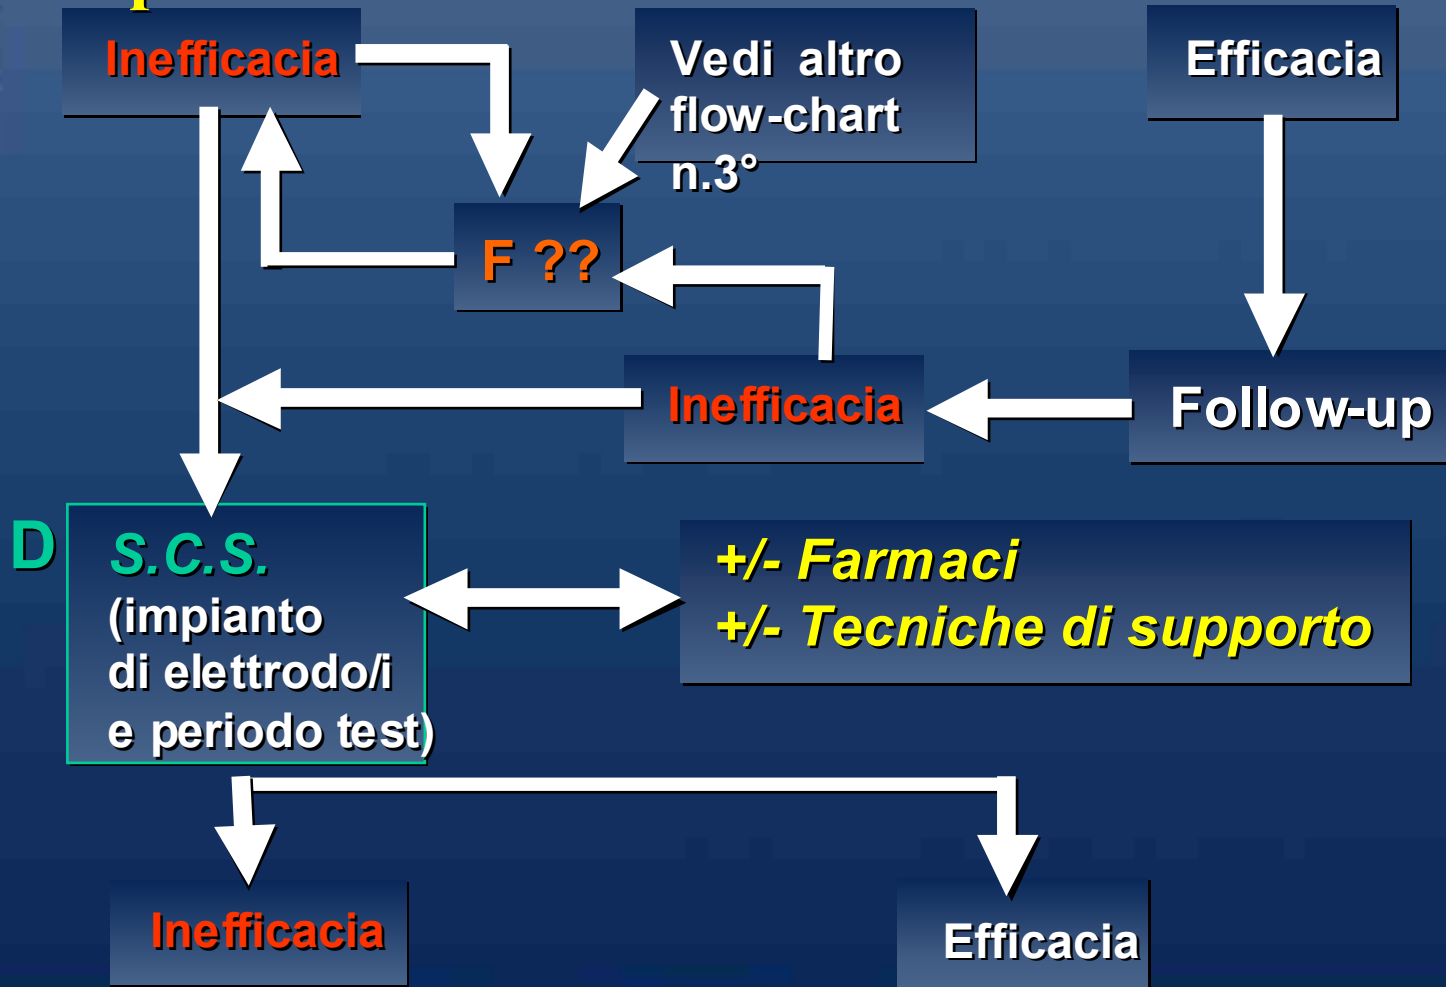 Inefficacia
Vedi altro
flow-chart
n.3°
Efficacia
F ??
Inefficacia
Follow-up
D
S.C.S.
(impianto
di elettrodo/i
e periodo test)
+/- Farmaci
+/- Tecniche di supporto
Inefficacia
Efficacia